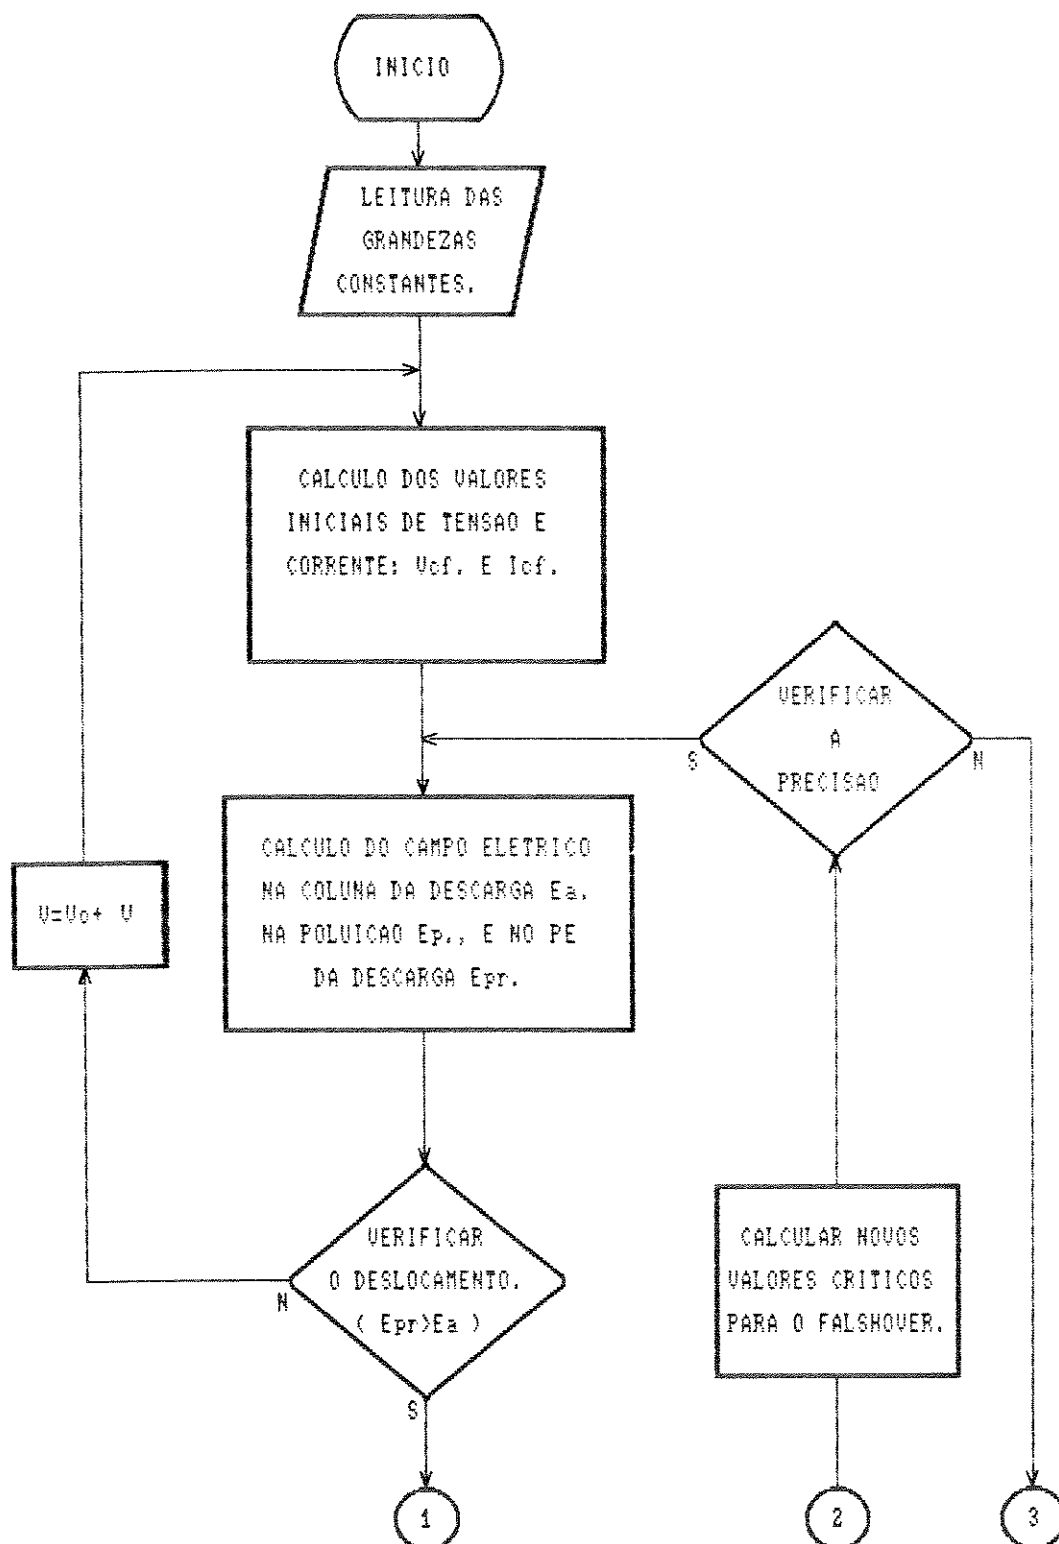 INICIO
LEITURA DAS
GRANDEZAS
CONSTANTES.
CALCULO DOS VALORES
INICIAIS DE TENSAO E
CORRENTE: Vcf. E Icf.
VERIFICAR
A
PRECISAO
S
N
CALCULO DO CAMPO ELETRICO
NA COLUNA DA DESCARGA Ea.
NA POLUICAO Ep., E NO PE
DA DESCARGA Epr.
V=Vo+ V
VERIFICAR
O DESLOCAMENTO.
( Epr>Ea )
N
S
CALCULAR NOVOS
VALORES CRITICOS
PARA O FALSHOVER.
1
2
3